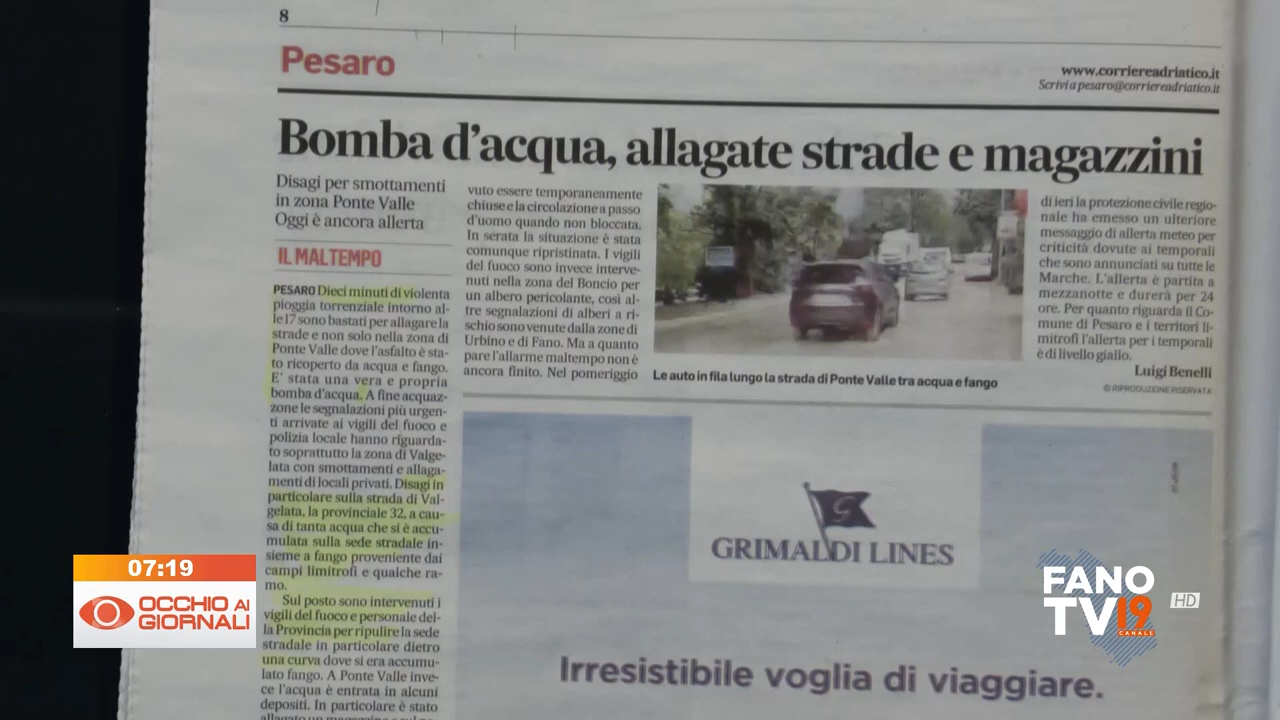 8
Pesaro
www.corriereadriatico.it
Scrivi a pesaro@corriereadriatico.it
Bomba d'acqua, allagate strade e magazzini
Disagi per smottamenti
in zona Ponte Valle
Oggi è ancora allerta
IL MALTEMPO
PESARO Dieci minuti di violenta
pioggia torrenziale intorno al-
le 17 sono bastati per allagare la
strade e non solo nella zona di
Ponte Valle dove l'asfalto è sta-
to ricoperto da acqua e fango.
E' stata una vera e propria
bomba d'acqua. A fine acquaz-
zone le segnalazioni più urgen-
ti arrivate ai vigili del fuoco e
polizia locale hanno riguarda-
to soprattutto la zona di Valge-
lata con smottamenti e allaga-
menti di locali privati. Disagi in
particolare sulla strada di Val-
gelata, la provinciale 32, a cau-
sa di tanta acqua che si è accu-
mulata sulla sede stradale in-
sieme a fango proveniente dai
campi limitrofi e qualche ra-
mo.
Sul posto sono intervenuti i
vigili del fuoco e personale del-
la Provincia per ripulire la sede
stradale in particolare dietro
una curva dove si era accumu-
lato fango. A Ponte Valle inve-
ce l'acqua è entrata in alcuni
depositi. In particolare è stato
vuto essere temporaneamente
chiuse e la circolazione a passo
d'uomo quando non bloccata.
In serata la situazione è stata
comunque ripristinata. I vigili
del fuoco sono invece interve-
nuti nella zona del Boncio per
un albero pericolante, così al-
tre segnalazioni di alberi a ri-
schio sono venute dalla zone di
Urbino e di Fano. Ma a quanto
pare l'allarme maltempo non è
ancora finito. Nel pomeriggio
Le auto in fila lungo la strada di Ponte Valle tra acqua e fango
di ieri la protezione civile regio-
nale ha emesso un ulteriore
messaggio di allerta meteo per
criticità dovute ai temporali
che sono annunciati su tutte le
Marche. L'allerta è partita a
mezzanotte e durerà per 24
ore. Per quanto riguarda il Co-
mune di Pesaro e i territori li-
mitrofi l'allerta per i temporali
è di livello giallo.
Luigi Benelli
© RIPRODUZIONE RISERVATA
G
GRIMALDI LINES
Irresistibile voglia di viaggiare.
07:19
OCCHIO AI
GIORNALI
FANO
TV19
CANALE
HD